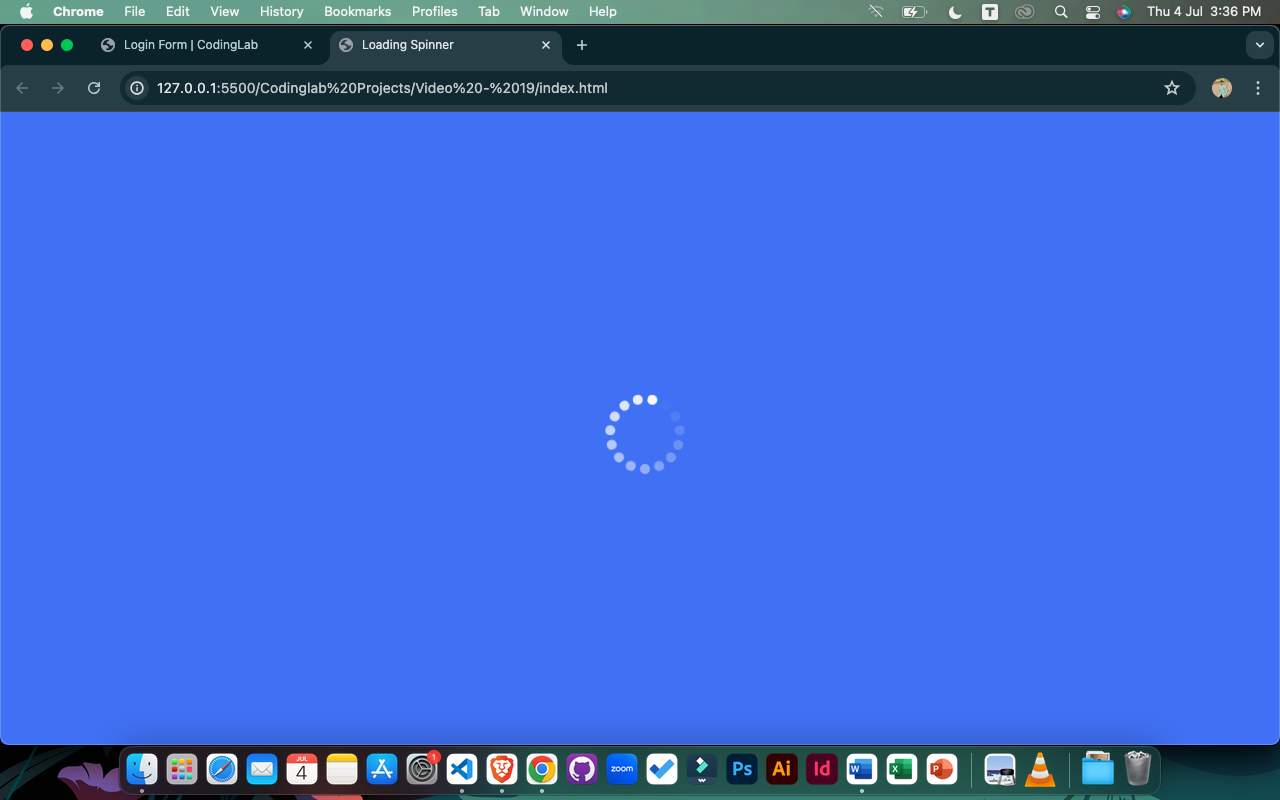 Chrome File Edit View History Bookmarks Profiles Tab Window Help T Thu 4 Jul 3:36 PM
Login Form | CodingLab Loading Spinner
127.0.0.1:5500/Codinglab%20Projects/Video%20-%2019/index.html
JUL 1
4 zoom Ps Ai Id W X P